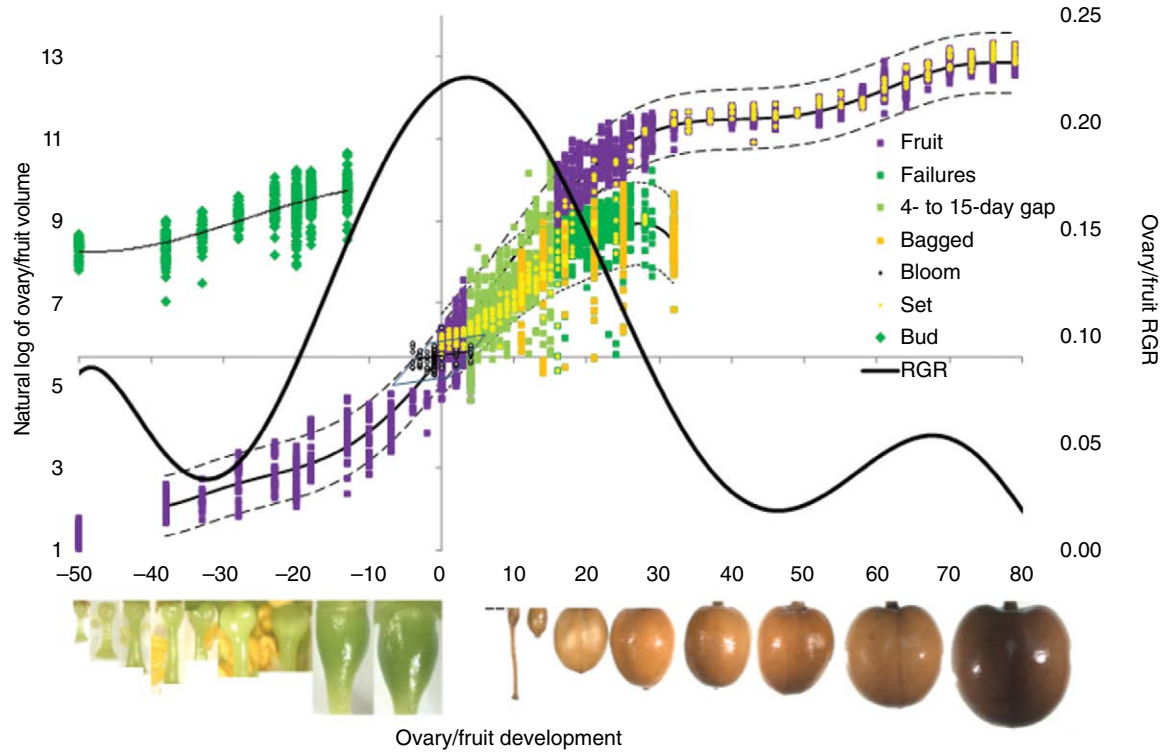 0.25
13
0.20
11
Fruit
Failures
4- to 15-day gap
Bagged
Bloom
Set
Bud
RGR
9
0.15
7
0.10
5
0.05
3
1
0.00
Natural log of ovary/fruit volume
Ovary/fruit RGR
–50 –40 –30 –20 –10 0 10 20 30 40 50 60 70 80
Ovary/fruit development